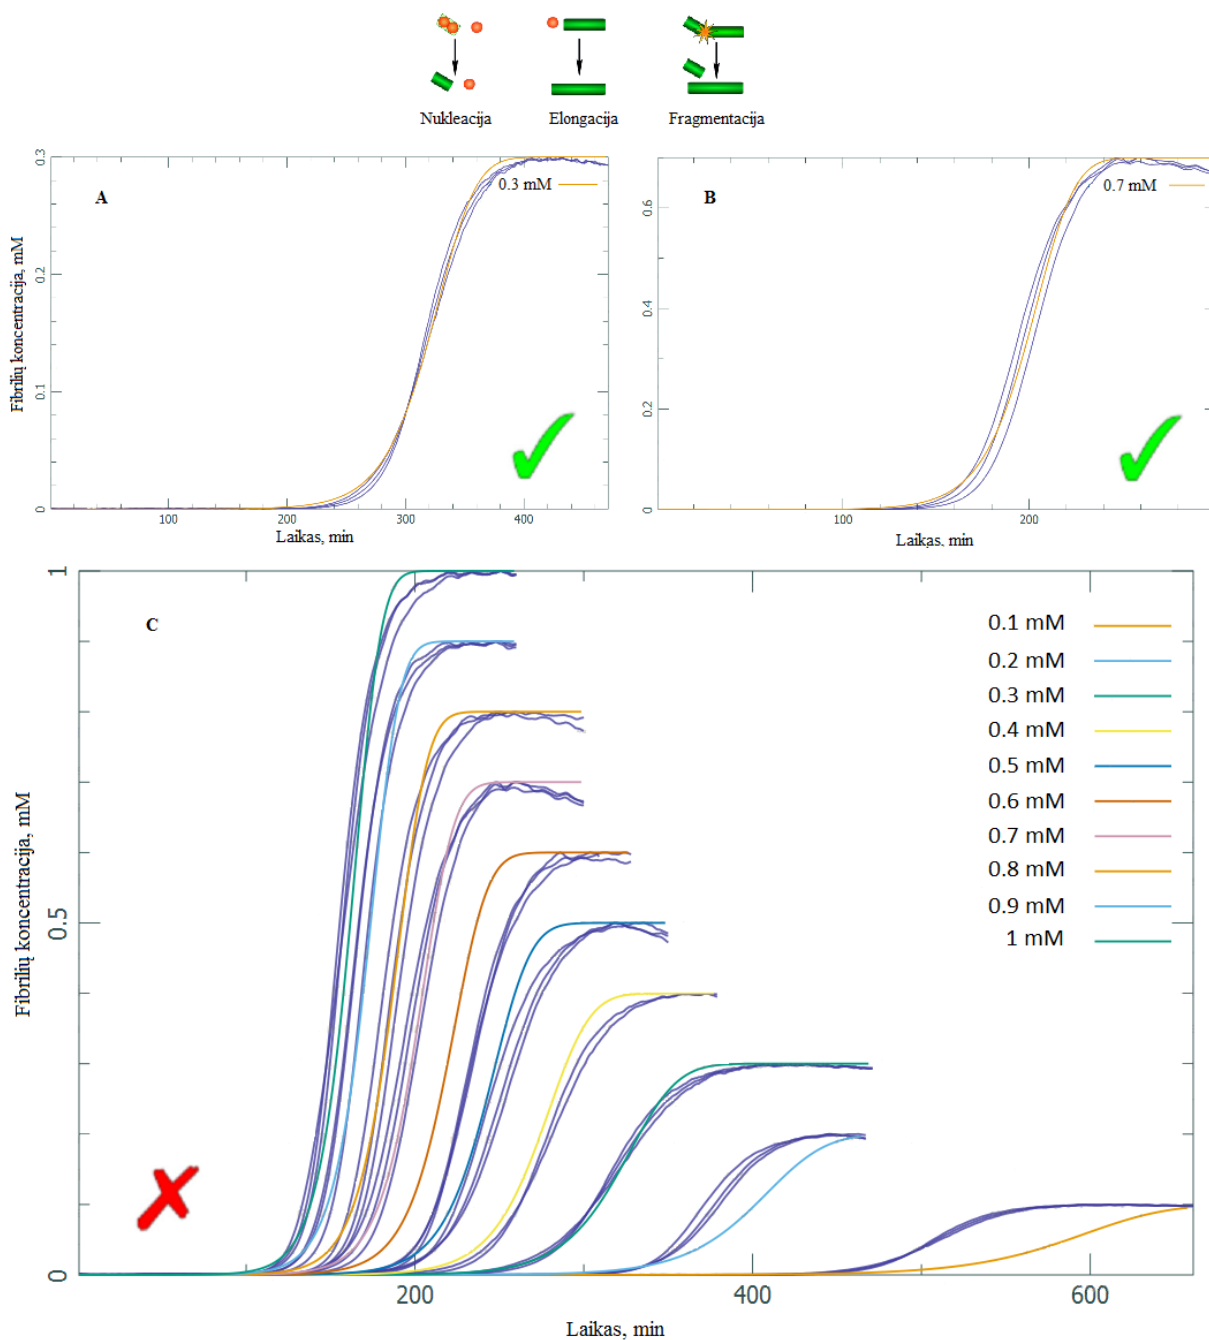 Nukleacija Elongacija Fragmentacija
A
0.3 mM
Fibrilių koncentracija, mM
0
0.1
0.2
0.3
100 200 300 400
Laikas, min
B
0.7 mM
0
0.2
0.4
0.6
100 200
Laikas, min
C
0.1 mM
0.2 mM
0.3 mM
0.4 mM
0.5 mM
0.6 mM
0.7 mM
0.8 mM
0.9 mM
1 mM
Fibrilių koncentracija, mM
1
0.5
0
200 400 600
Laikas, min